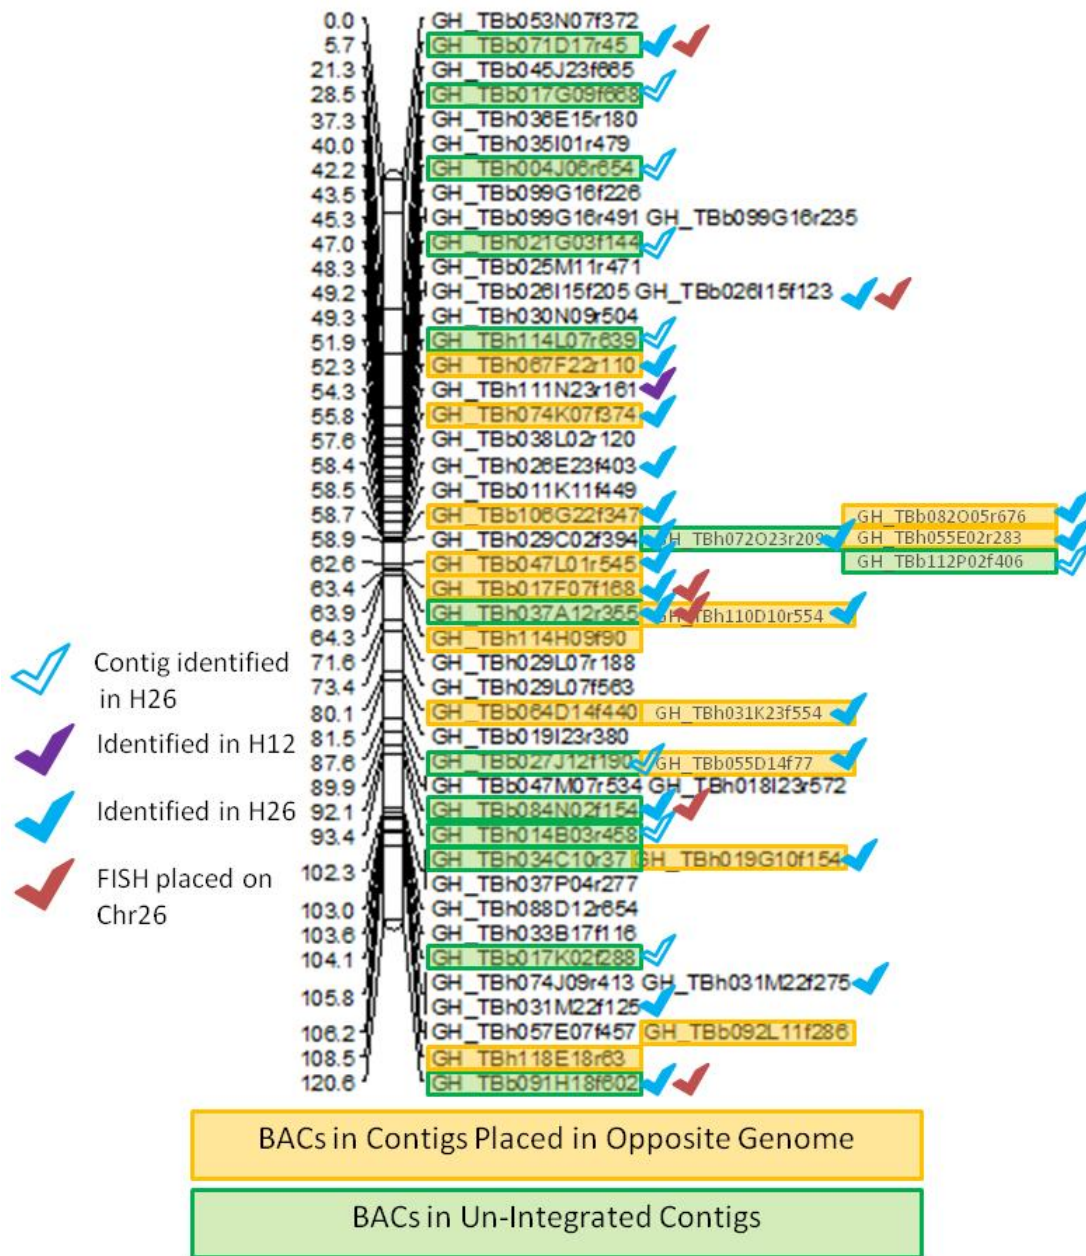 0.0 GH_TBb053N07f372
5.7 GH_TBb071D17r45
21.3 GH_TBb045J23f665
28.5 GH_TBb017G09f668
37.3 GH_TBh036E15r180
40.0 GH_TBh035I01r479
42.2 GH_TBh004J06r654
43.5 GH_TBb099G16f226
45.3 GH_TBb099G16r491 GH_TBb099G16r235
47.0 GH_TBh021G03f144
48.3 GH_TBb025M11r471
49.2 GH_TBb026I15f205 GH_TBb026I15f123
49.3 GH_TBh030N09r504
51.9 GH_TBh114L07r639
52.3 GH_TBh067F22r110
54.3 GH_TBh111N23r161
55.8 GH_TBh074K07f374
57.6 GH_TBb038L02r120
58.4 GH_TBh026E23f403
58.5 GH_TBb011K11f449
58.7 GH_TBb106G22f347 GH_TBb082O05r676
58.9 GH_TBh029C02f394 GH_TBh072O23r209 GH_TBh055E02r283
62.6 GH_TBb047L01r545 GH_TBb112P02f406
63.4 GH_TBb017F07f168
63.9 GH_TBh037A12r355 GH_TBh110D10r554
64.3 GH_TBh114H09f90
71.6 GH_TBh029L07r188
73.4 GH_TBh029L07f563
80.1 GH_TBb064D14f440 GH_TBh031K23f554
81.5 GH_TBb019I23r380
87.6 GH_TBb027J12f190 GH_TBb055D14f77
89.9 GH_TBb047M07r534 GH_TBh018I23r572
92.1 GH_TBb084N02f154
93.4 GH_TBh014B03r458
GH_TBh034C10r37 GH_TBh019G10f154
102.3 GH_TBh037P04r277
103.0 GH_TBh088D12r654
103.6 GH_TBh033B17f116
104.1 GH_TBb017K02f288
GH_TBh074J09r413 GH_TBh031M22f275
105.8 GH_TBh031M22f125
106.2 GH_TBh057E07f457 GH_TBb092L11f286
108.5 GH_TBh118E18r63
120.6 GH_TBb091H18f602
Contig identified
in H26
Identified in H12
Identified in H26
FISH placed on
Chr26
BACs in Contigs Placed in Opposite Genome
BACs in Un-Integrated Contigs